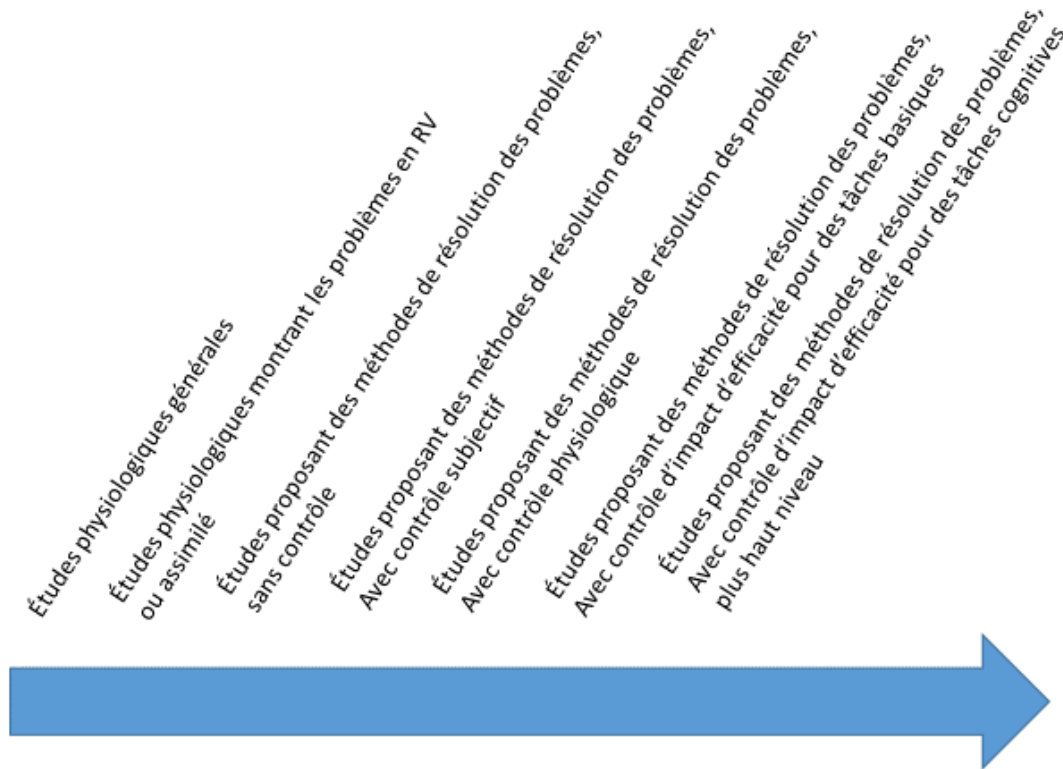 Études physiologiques générales
Études physiologiques montrant les problèmes en RV
ou assimilé
Études proposant des méthodes de résolution des problèmes,
sans contrôle
Études proposant des méthodes de résolution des problèmes,
Avec contrôle subjectif
Études proposant des méthodes de résolution des problèmes,
Avec contrôle physiologique
Études proposant des méthodes de résolution des problèmes,
Avec contrôle d'impact d'efficacité pour des tâches basiques
Études proposant des méthodes de résolution des problèmes,
Avec contrôle d'impact d'efficacité pour des tâches cognitives
plus haut niveau